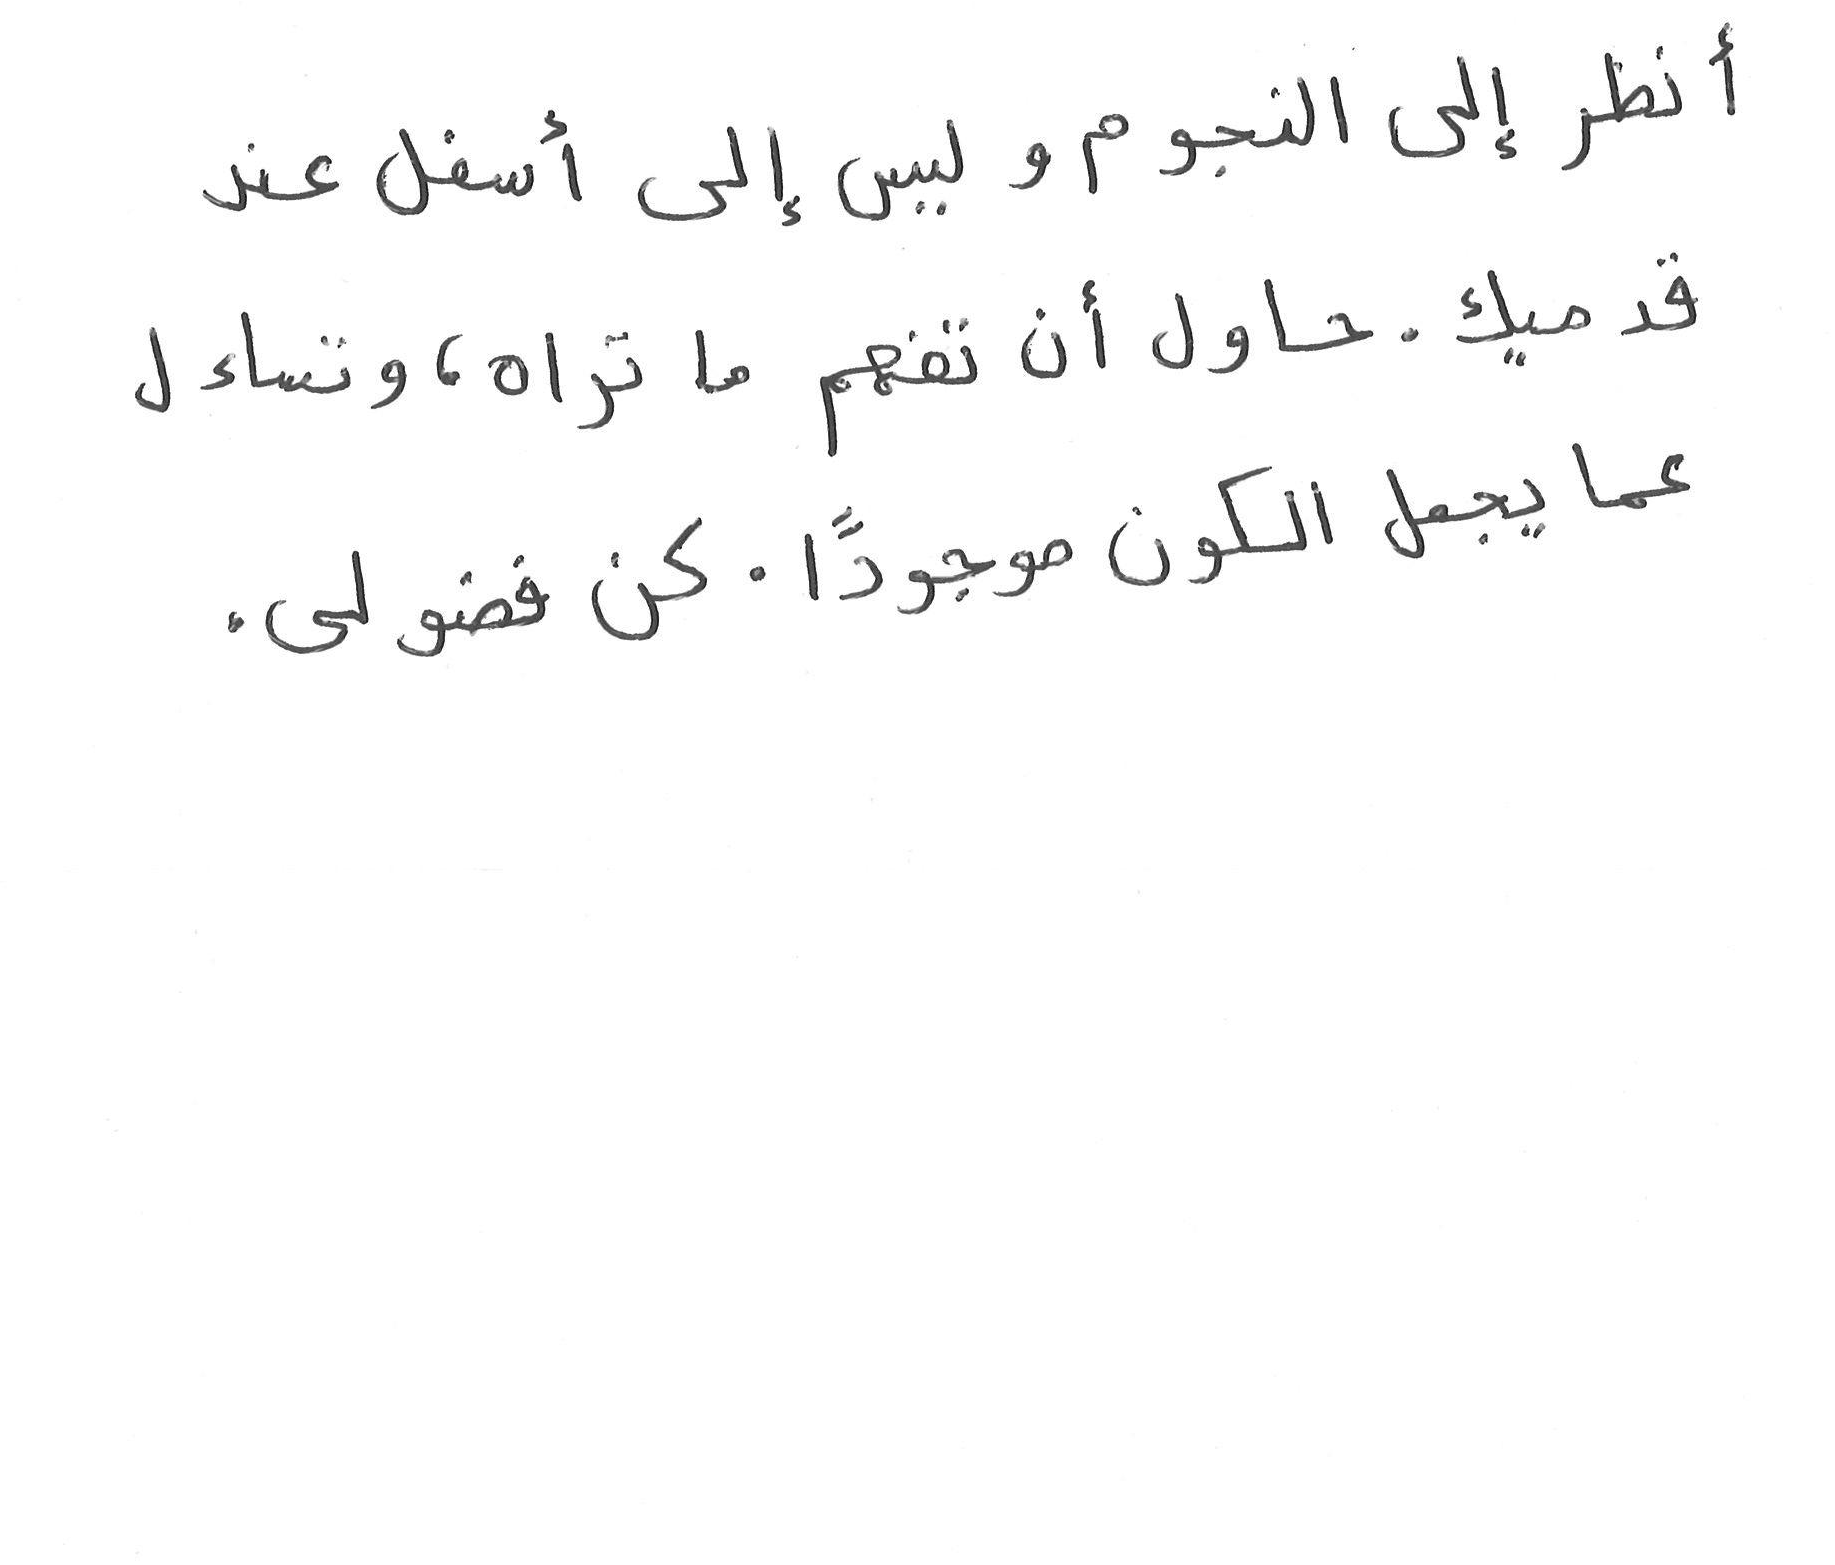 أنظر إلى النجوم و ليس إلى أسفل عند
قدميك . حاول أن تفهم ما تراه ، وتساءل
عما يجعل الكون موجودًا . كن فضولى .